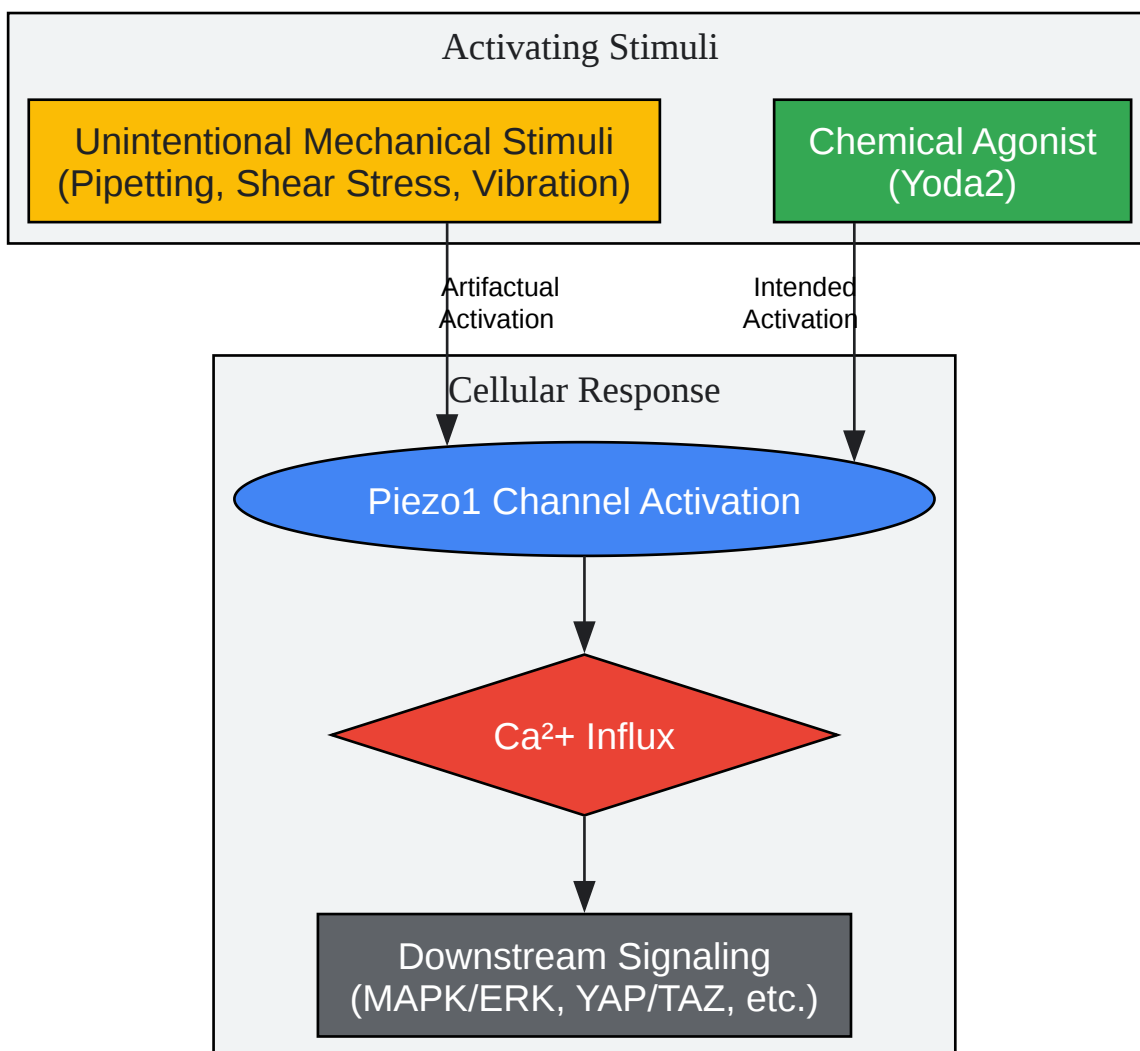 Activating Stimuli
Unintentional Mechanical Stimuli
(Pipetting, Shear Stress, Vibration)
Chemical Agonist
(Yoda2)
Artifactual
Activation
Intended
Activation
Cellular Response
Piezo1 Channel Activation
Ca²+ Influx
Downstream Signaling
(MAPK/ERK, YAP/TAZ, etc.)